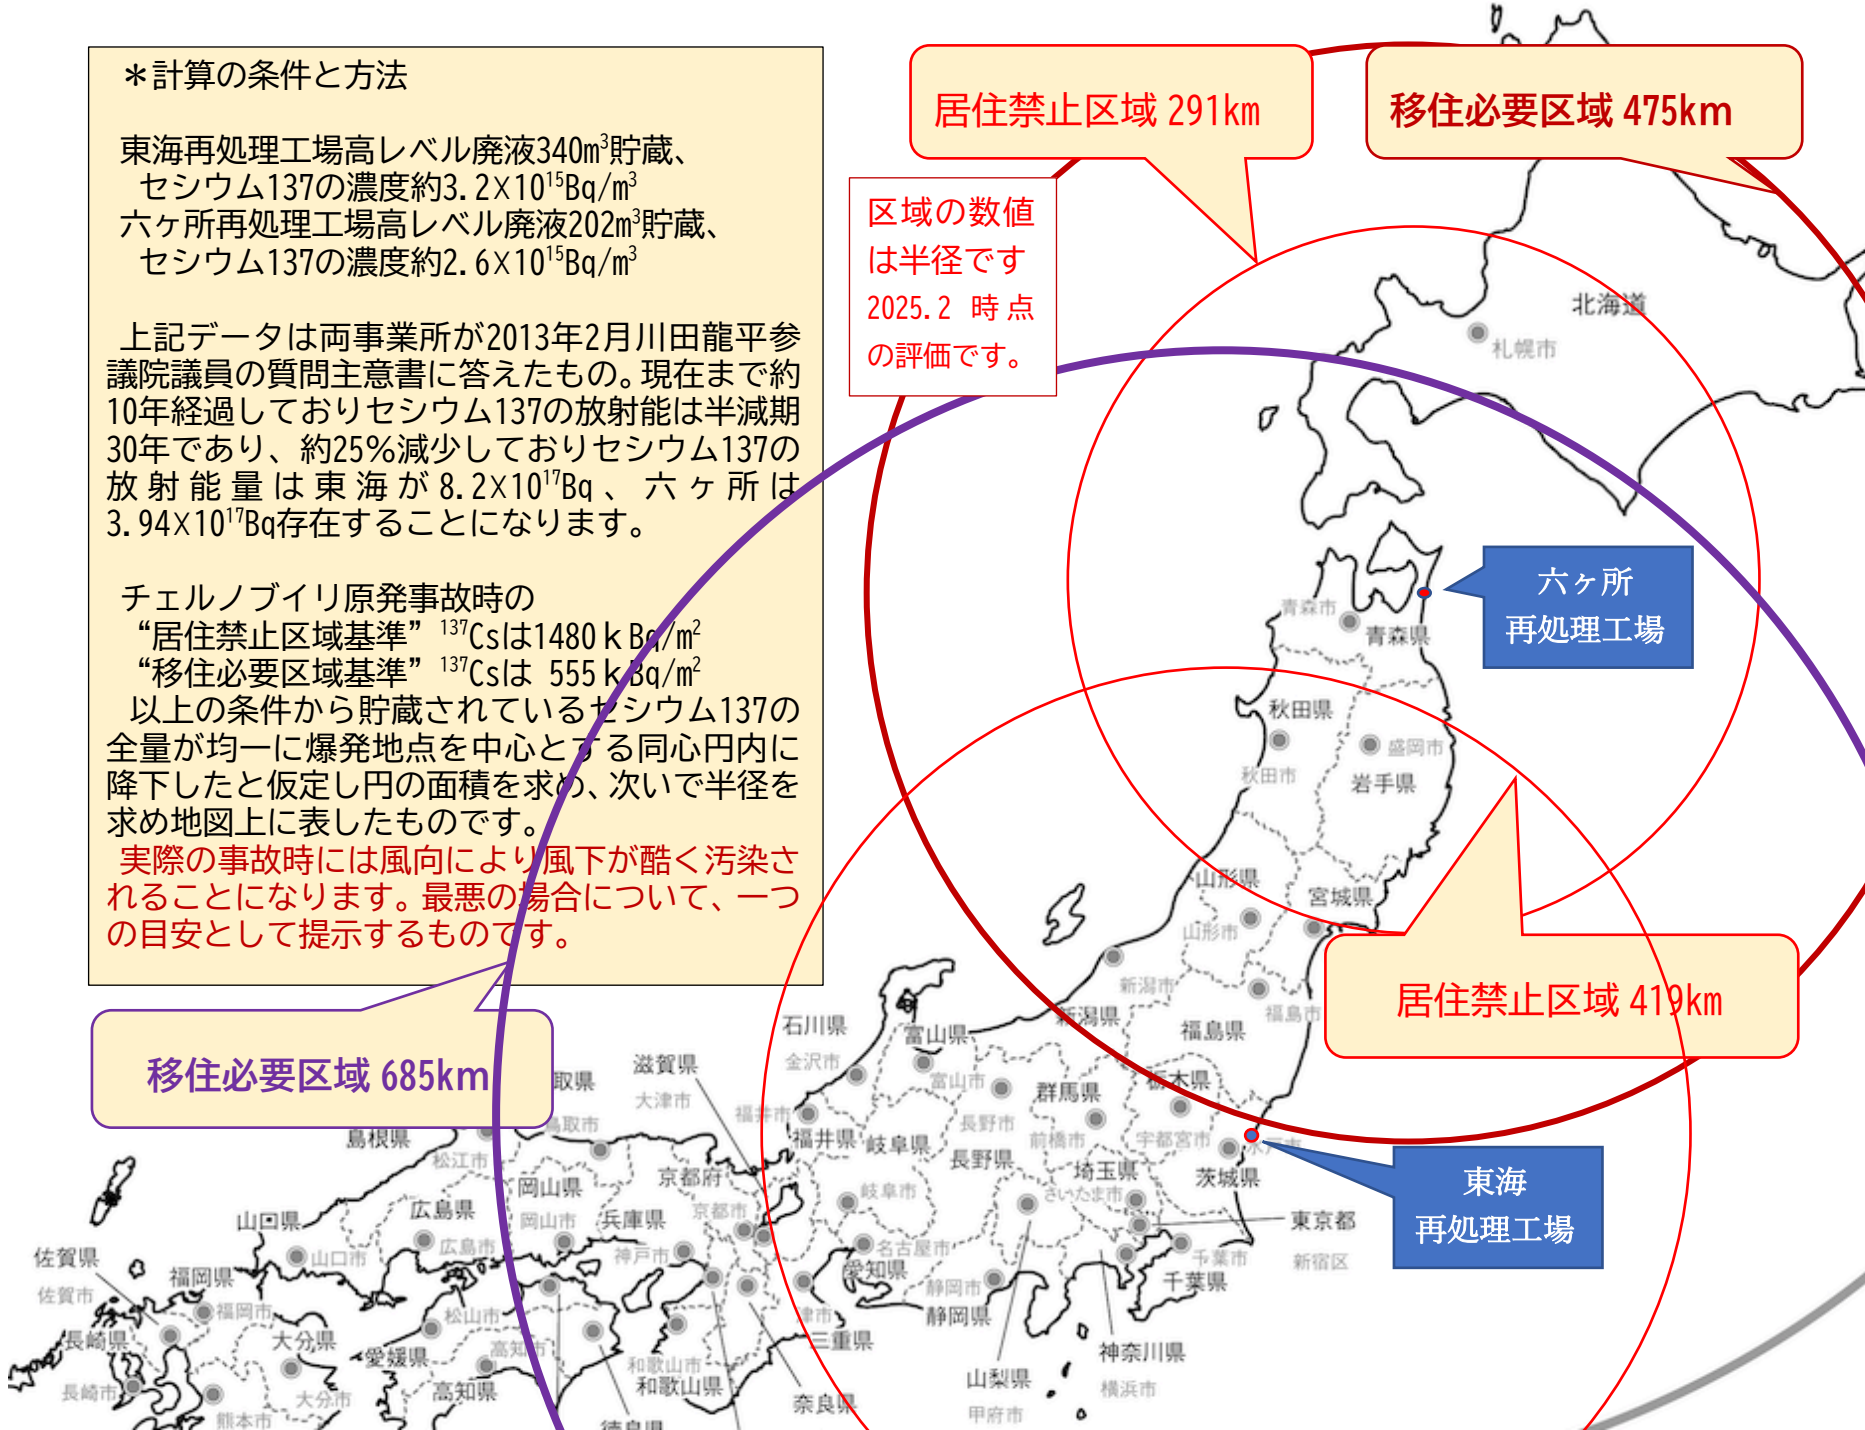 ＊計算の条件と方法
東海再処理工場高レベル廃液340m³貯蔵、
セシウム137の濃度約3.2×10¹⁵Bq/m³
六ヶ所再処理工場高レベル廃液202m³貯蔵、
セシウム137の濃度約2.6×10¹⁵Bq/m³
上記データは両事業所が2013年2月川田龍平参
議院議員の質問主意書に答えたもの。現在まで約
10年経過しておりセシウム137の放射能は半減期
30年であり、約25%減少しておりセシウム137の
放射能量は東海が8.2×10¹⁷Bq、六ヶ所は
3.94×10¹⁷Bq存在することになります。
チェルノブイリ原発事故時の
“居住禁止区域基準” ¹³⁷Csは1480ｋBq/m²
“移住必要区域基準” ¹³⁷Csは 555ｋBq/m²
以上の条件から貯蔵されているセシウム137の
全量が均一に爆発地点を中心とする同心円内に
降下したと仮定し円の面積を求め、次いで半径を
求め地図上に表したものです。
実際の事故時には風向により風下が酷く汚染さ
れることになります。最悪の場合について、一つ
の目安として提示するものです。
居住禁止区域 291km
移住必要区域 475km
区域の数値
は半径です
2025.2 時点
の評価です。
北海道
札幌市
六ヶ所
再処理工場
青森市
青森県
秋田県
盛岡市
秋田市
岩手県
山形県
宮城県
山形市
新潟市
居住禁止区域 419km
福島市
新潟県
福島県
石川県
富山県
移住必要区域 685km
取県
滋賀県
金沢市
富山市
群馬県
栃木県
大津市
鳥取市
福井市
長野市
前橋市
宇都宮市
水戸市
島根県
福井県
岐阜県
長野県
埼玉県
茨城県
松江市
京都府
岡山県
岐阜市
さいたま市
東海
再処理工場
広島県
岡山市
兵庫県
京都市
東京都
山口県
山口市
広島市
神戸市
名古屋市
千葉市
新宿区
佐賀県
福岡県
愛知県
静岡市
千葉県
佐賀市
福岡市
松山市
津市
静岡県
長崎県
大分県
愛媛県
高知市
三重県
神奈川県
和歌山市
山梨県
長崎市
大分市
高知県
和歌山県
奈良県
横浜市
熊本市
徳島県
甲府市